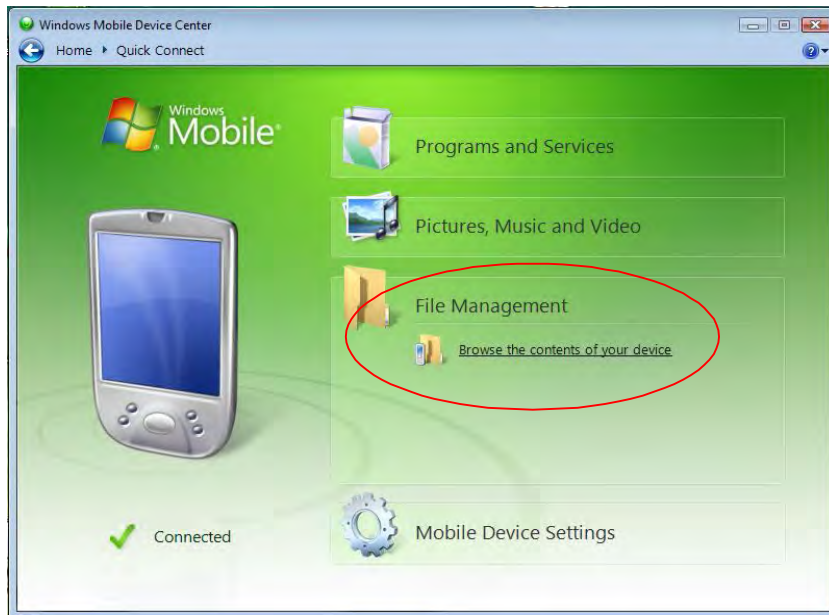 Windows Mobile Device Center
Home ▸ Quick Connect
Windows
Mobile®
Programs and Services
Pictures, Music and Video
File Management
Browse the contents of your device
Connected
Mobile Device Settings